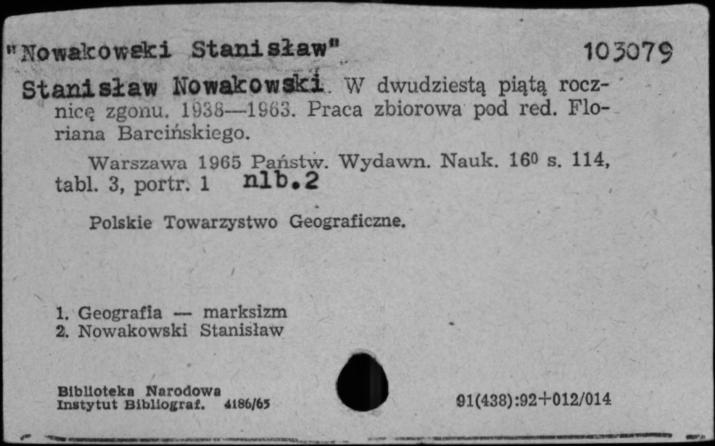 "Nowakowski Stanisław" 103079
Stanisław Nowakowski. W dwudziestą piątą rocz-
nicę zgonu. 1938—1963. Praca zbiorowa pod red. Flo-
riana Barcińskiego.
Warszawa 1965 Państw. Wydawn. Nauk. 16⁰ s. 114,
tabl. 3, portr. 1 nlb.2
Polskie Towarzystwo Geograficzne.
1. Geografia — marksizm
2. Nowakowski Stanisław
Biblioteka Narodowa
Instytut Bibliograf. 4186/65 91(438):92+012/014